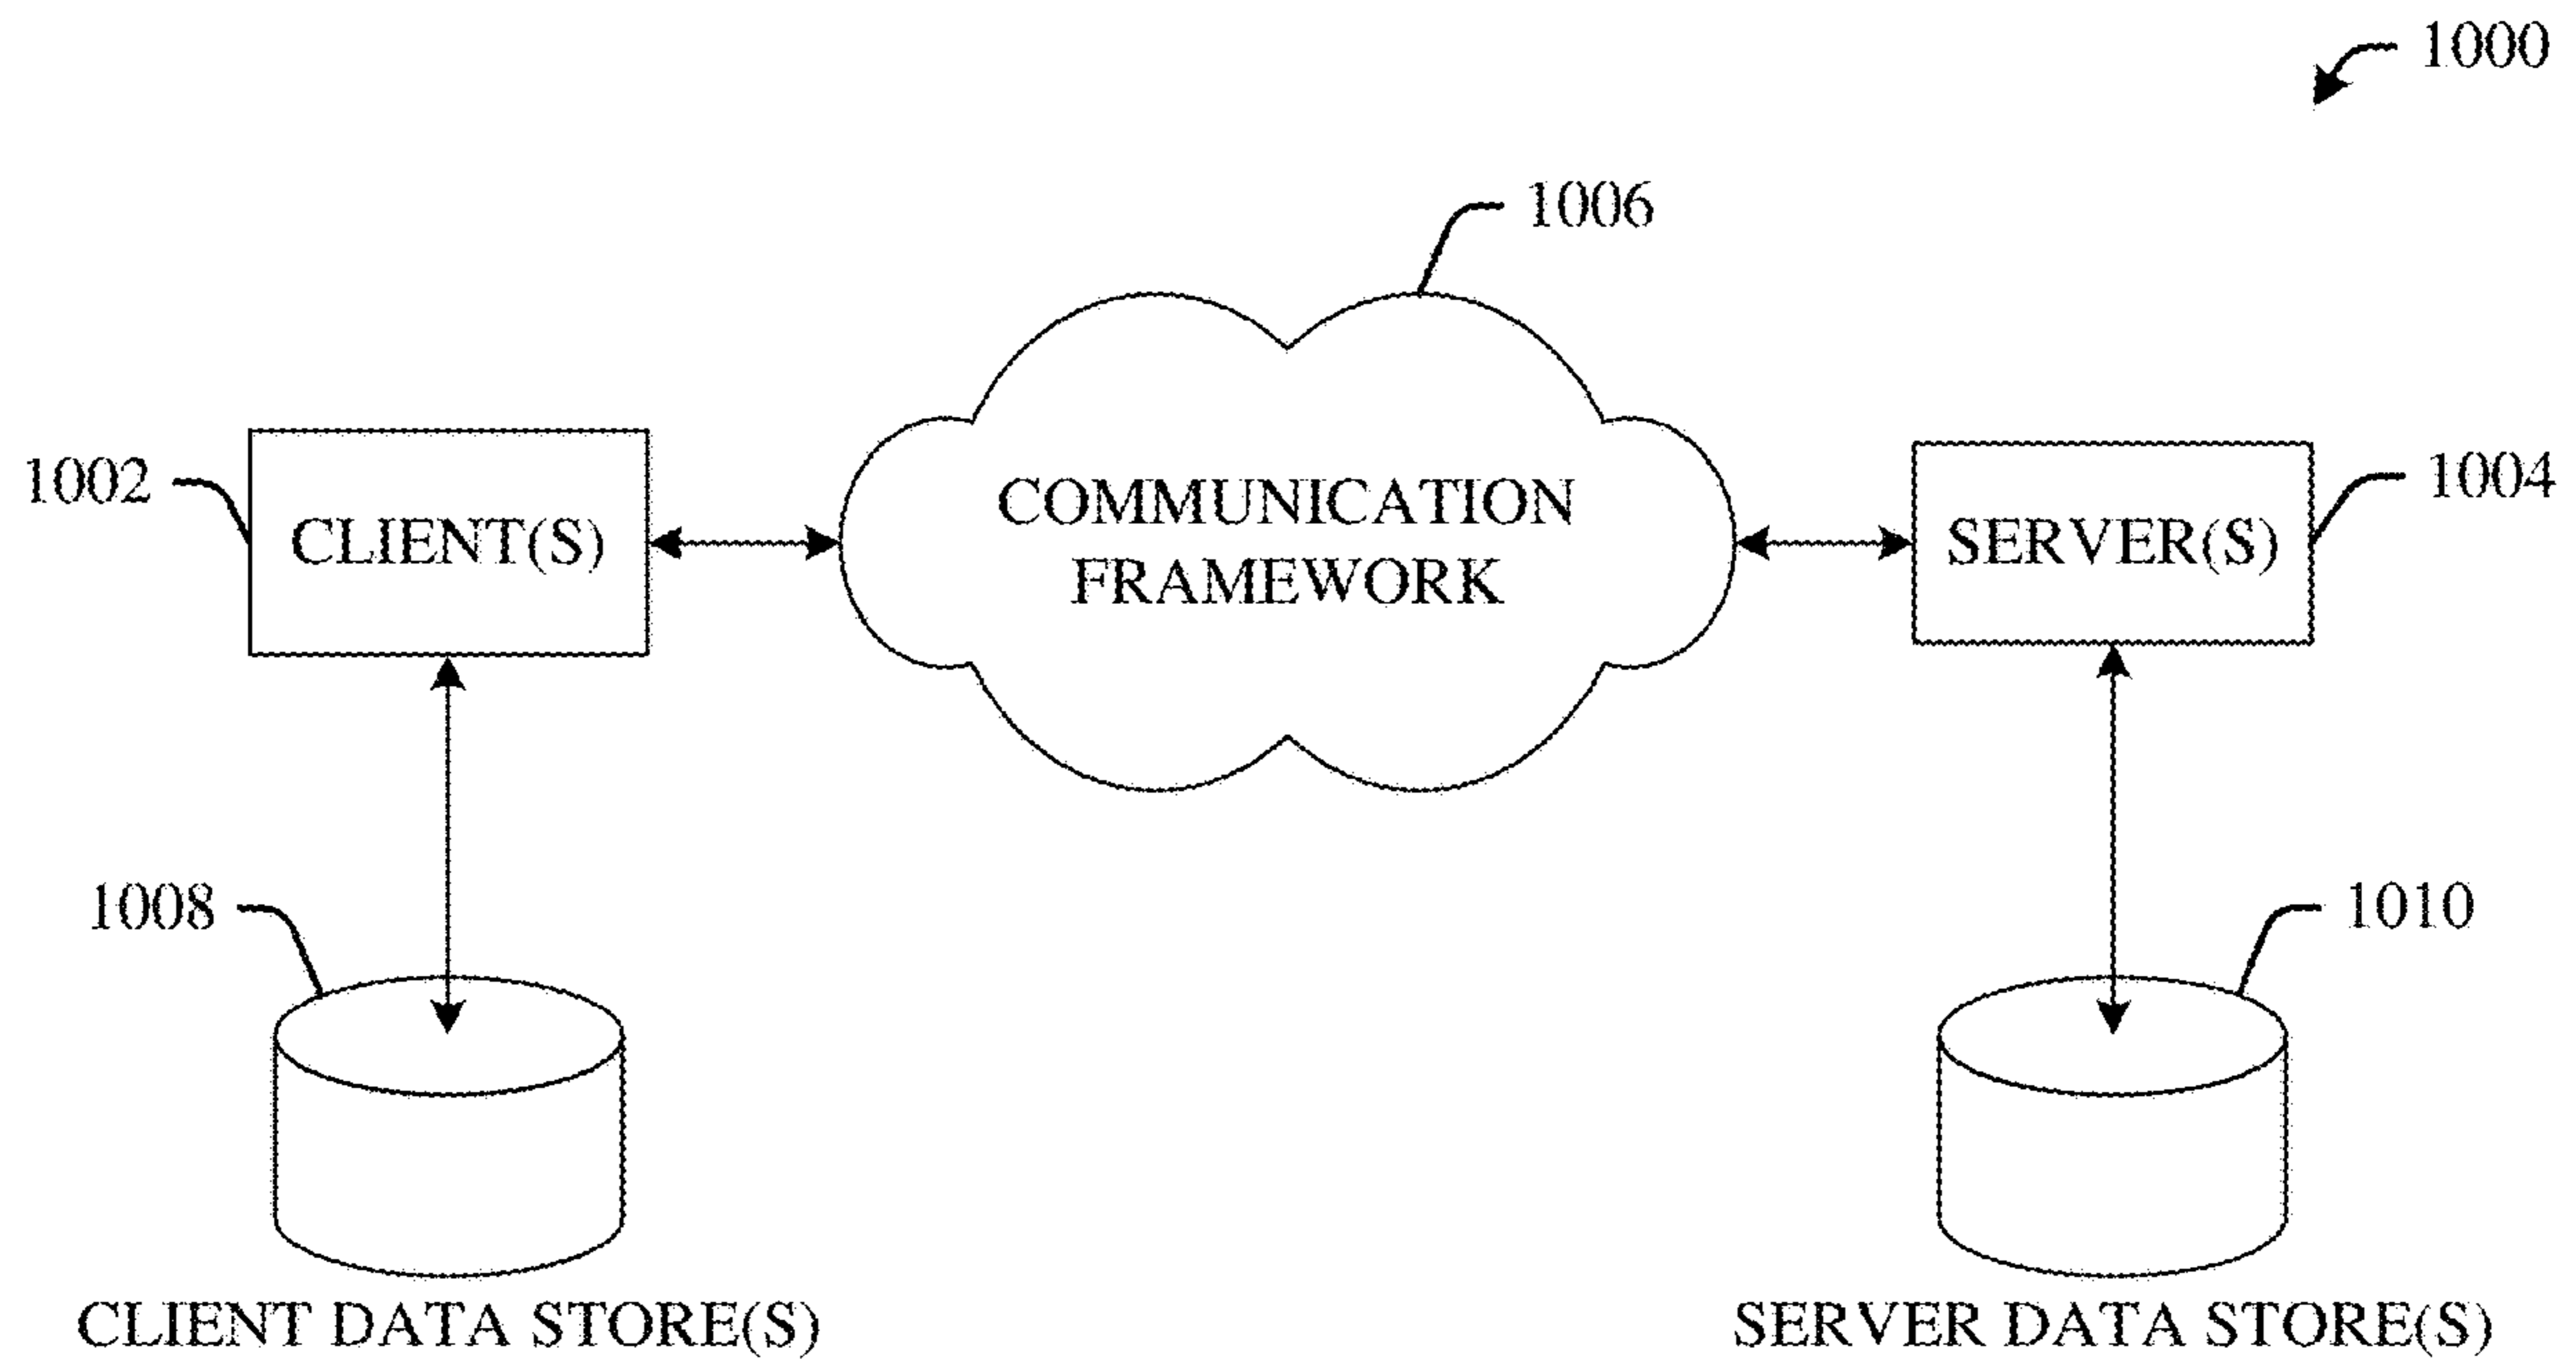 1000
1006
1002
CLIENT(S)
COMMUNICATION
FRAMEWORK
SERVER(S)
1004
1008
1010
CLIENT DATA STORE(S)
SERVER DATA STORE(S)